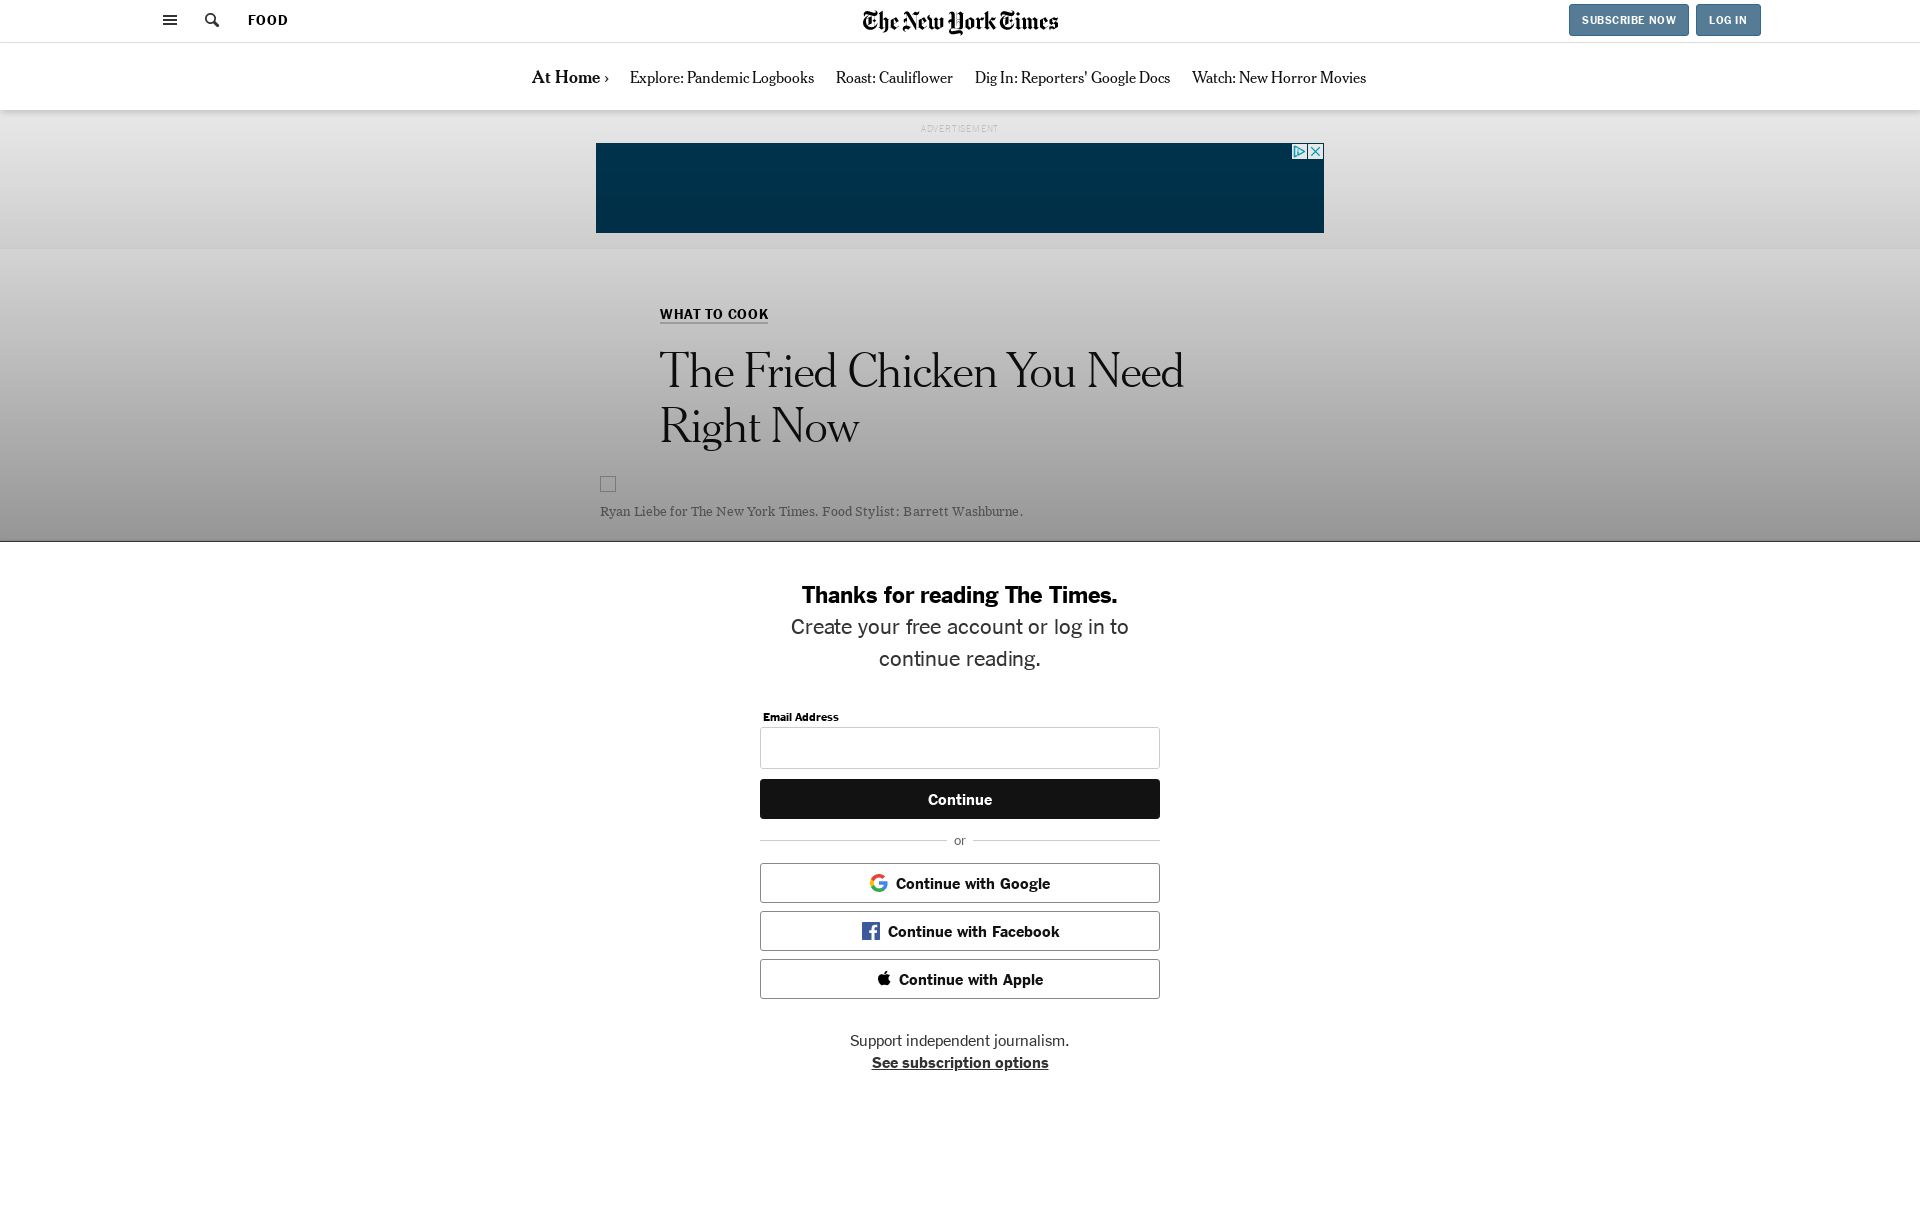 FOOD
The New York Times
SUBSCRIBE NOW
LOG IN
At Home ›
Explore: Pandemic Logbooks
Roast: Cauliflower
Dig In: Reporters' Google Docs
Watch: New Horror Movies
ADVERTISEMENT
WHAT TO COOK
The Fried Chicken You Need
Right Now
Ryan Liebe for The New York Times. Food Stylist: Barrett Washburne.
Thanks for reading The Times.
Create your free account or log in to
continue reading.
Email Address
Continue
or
Continue with Google
Continue with Facebook
Continue with Apple
Support independent journalism.
See subscription options